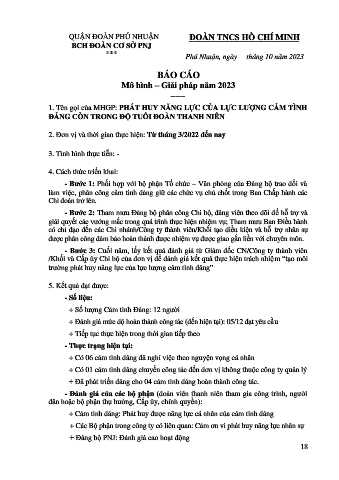 QUẬN ĐOÀN PHÚ NHUẬN
BCH ĐOÀN CƠ SỞ PNJ
***
ĐOÀN TNCS HỒ CHÍ MINH
Phú Nhuận, ngày     tháng 10 năm 2023
BÁO CÁO
Mô hình – Giải pháp năm 2023
1. Tên gọi của MHGP: PHÁT HUY NĂNG LỰC CỦA LỰC LƯỢNG CẢM TÌNH
ĐẢNG CÒN TRONG ĐỘ TUỔI ĐOÀN THANH NIÊN
2. Đơn vị và thời gian thực hiện: Từ tháng 3/2022 đến nay
3. Tình hình thực tiễn: -
4. Cách thức triển khai:
- Bước 1: Phối hợp với bộ phận Tổ chức – Văn phòng của Đảng bộ trao đổi và
làm việc, phân công cảm tình đảng giữ các chức vụ chủ chốt trong Ban Chấp hành các
Chi đoàn trở lên.
- Bước 2: Tham mưu Đảng bộ phân công Chi bộ, đảng viên theo dõi để hỗ trợ và
giải quyết các vướng mắc trong quá trình thực hiện nhiệm vụ; Tham mưu Ban Điều hành
có chỉ đạo đến các Chi nhánh/Công ty thành viên/Khối tạo điều kiện và hỗ trợ nhân sự
được phân công đảm bảo hoàn thành được nhiệm vụ được giao gắn liền với chuyên môn.
- Bước 3: Cuối năm, lấy kết quả đánh giá từ Giám đốc CN/Công ty thành viên
/Khối và Cấp ủy Chi bộ của đơn vị để đánh giá kết quả thực hiện trách nhiệm “tạo môi
trường phát huy năng lực của lực lượng cảm tình đảng”
5. Kết quả đạt được:
- Số liệu:
+ Số lượng Cảm tình Đảng: 12 người
+ Đánh giá mức độ hoàn thành công tác (đến hiện tại): 05/12 đạt yêu cầu
+ Tiếp tục thực hiện trong thời gian tiếp theo
- Thực trạng hiện tại:
+ Có 06 cảm tình đảng đã nghỉ việc theo nguyện vọng cá nhân
+ Có 01 cảm tình đảng chuyển công tác đến đơn vị không thuộc công ty quản lý
+ Đã phát triển đảng cho 04 cảm tình đảng hoàn thành công tác.
- Đánh giá của các bộ phận (đoàn viên thanh niên tham gia công trình, người
dân hoặc bộ phận thụ hưởng, Cấp ủy, chính quyền):
+ Cảm tình đảng: Phát huy được năng lực cá nhân của cảm tình đảng
+ Các Bộ phận trong công ty có liên quan: Cảm ơn vì phát huy năng lực nhân sự
+ Đảng bộ PNJ: Đánh giá cao hoạt động
18